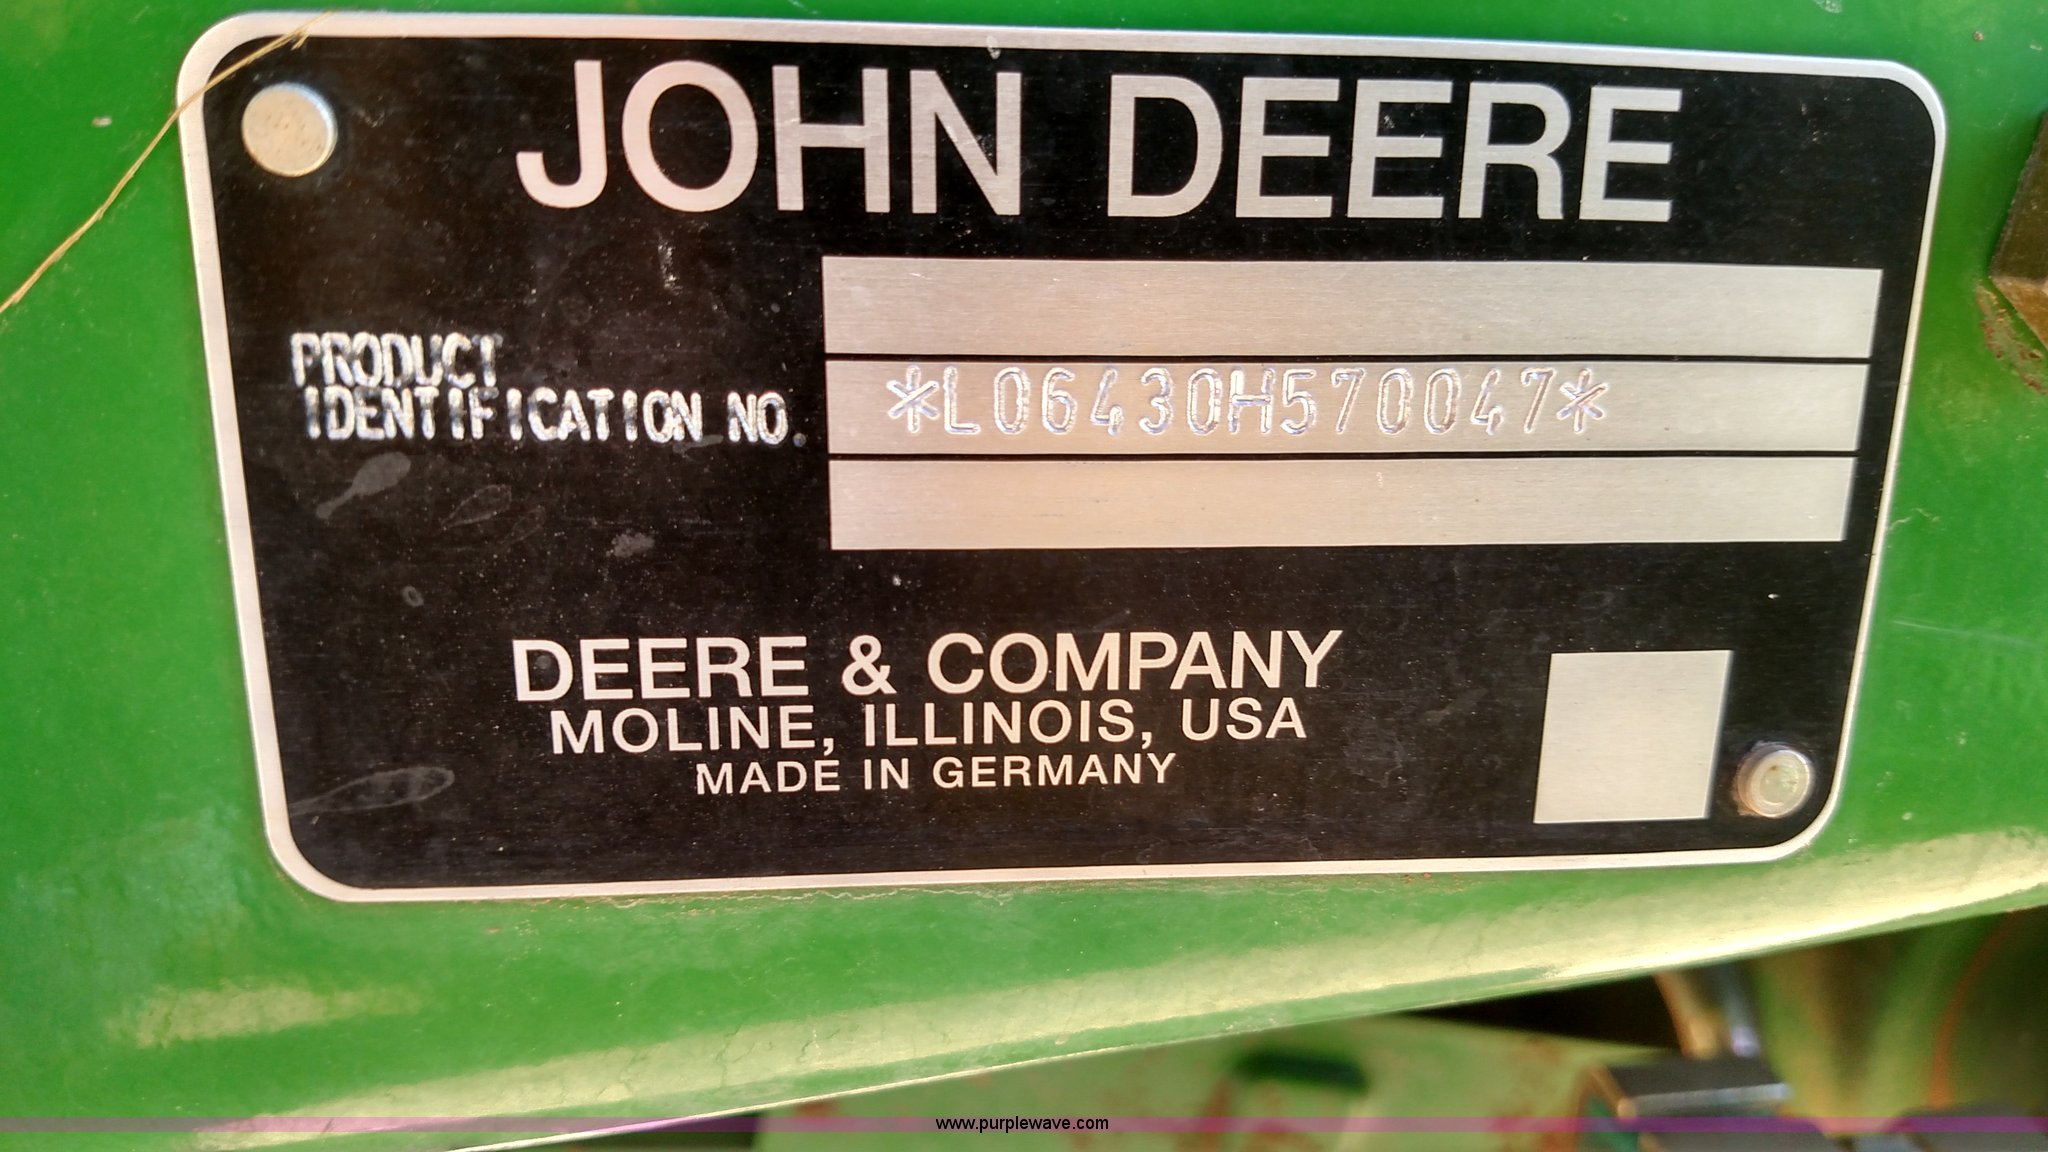 JOHN DEERE
PRODUCT
IDENTIFICATION NO.
*L06430H570047*
DEERE & COMPANY
MOLINE, ILLINOIS, USA
MADE IN GERMANY
www.purplewave.com